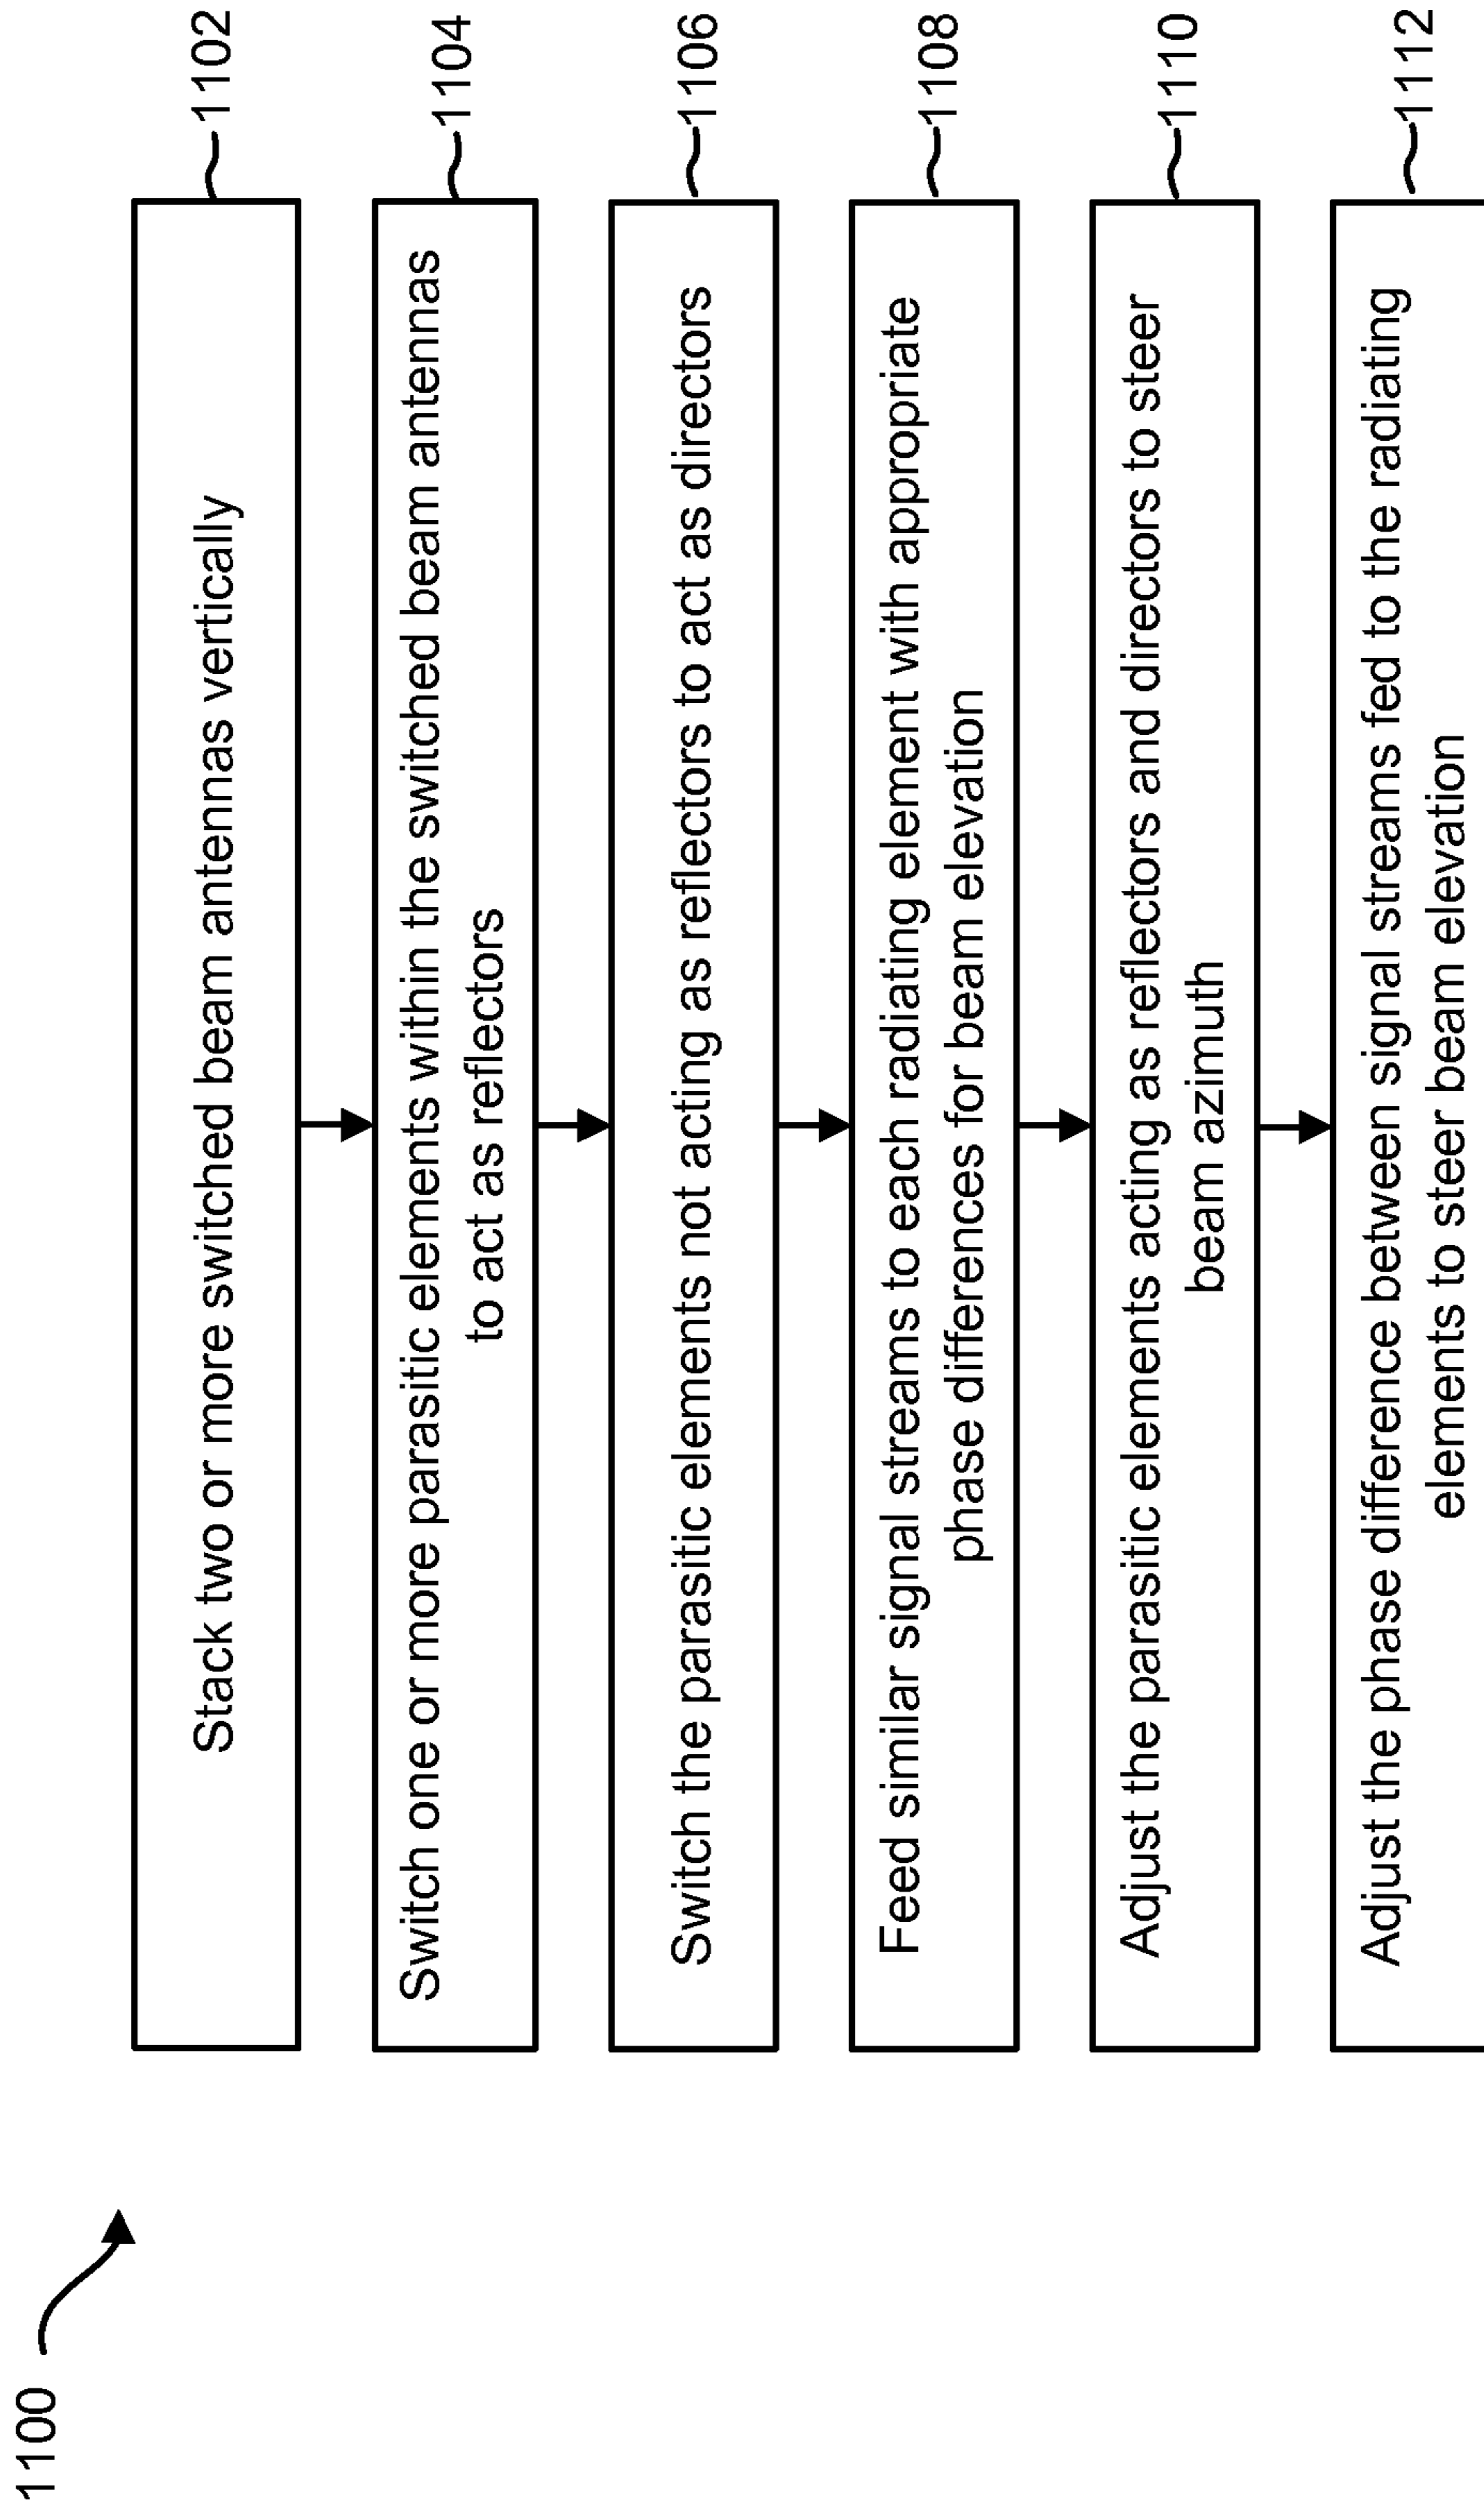 1100
Stack two or more switched beam antennas vertically
1102
Switch one or more parasitic elements within the switched beam antennas
to act as reflectors
1104
Switch the parasitic elements not acting as reflectors to act as directors
1106
Feed similar signal streams to each radiating element with appropriate
phase differences for beam elevation
1108
Adjust the parasitic elements acting as reflectors and directors to steer
beam azimuth
1110
Adjust the phase difference between signal streams fed to the radiating
elements to steer beam elevation
1112